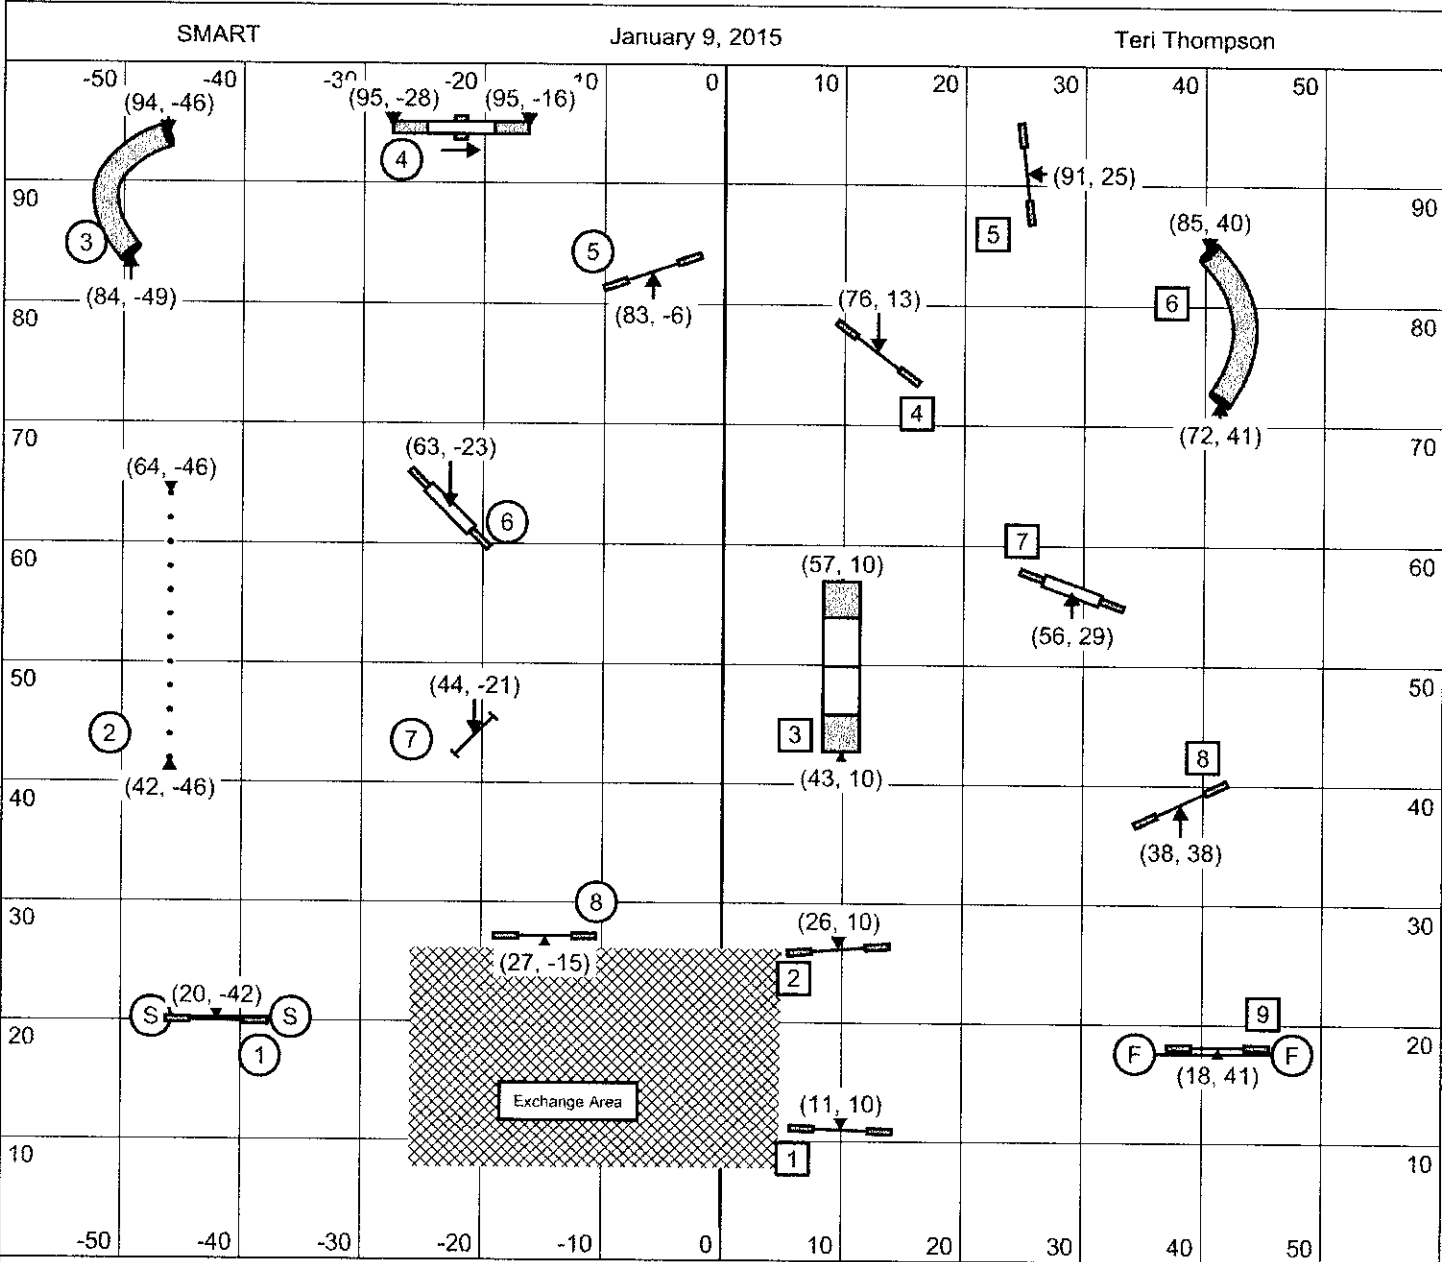 SMART January 9, 2015 Teri Thompson
-50 -40 -30 -20 -10 0 10 20 30 40 50
(94, -46) (95, -28) (95, -16)
4
(91, 25)
90 90
3 5 5 (85, 40)
(84, -49) (83, -6) (76, 13) 6
80 80
4
70 (72, 41) 70
(64, -46) (63, -23)
6
60 7 60
(57, 10)
(56, 29)
50 (44, -21) 50
2 7 3 8
40 (42, -46) (43, 10) 40
(38, 38)
30 8 (26, 10) 30
(27, -15) 2
S (20, -42) S 9
20 1 F F 20
(18, 41)
Exchange Area (11, 10)
10 1 10
-50 -40 -30 -20 -10 0 10 20 30 40 50